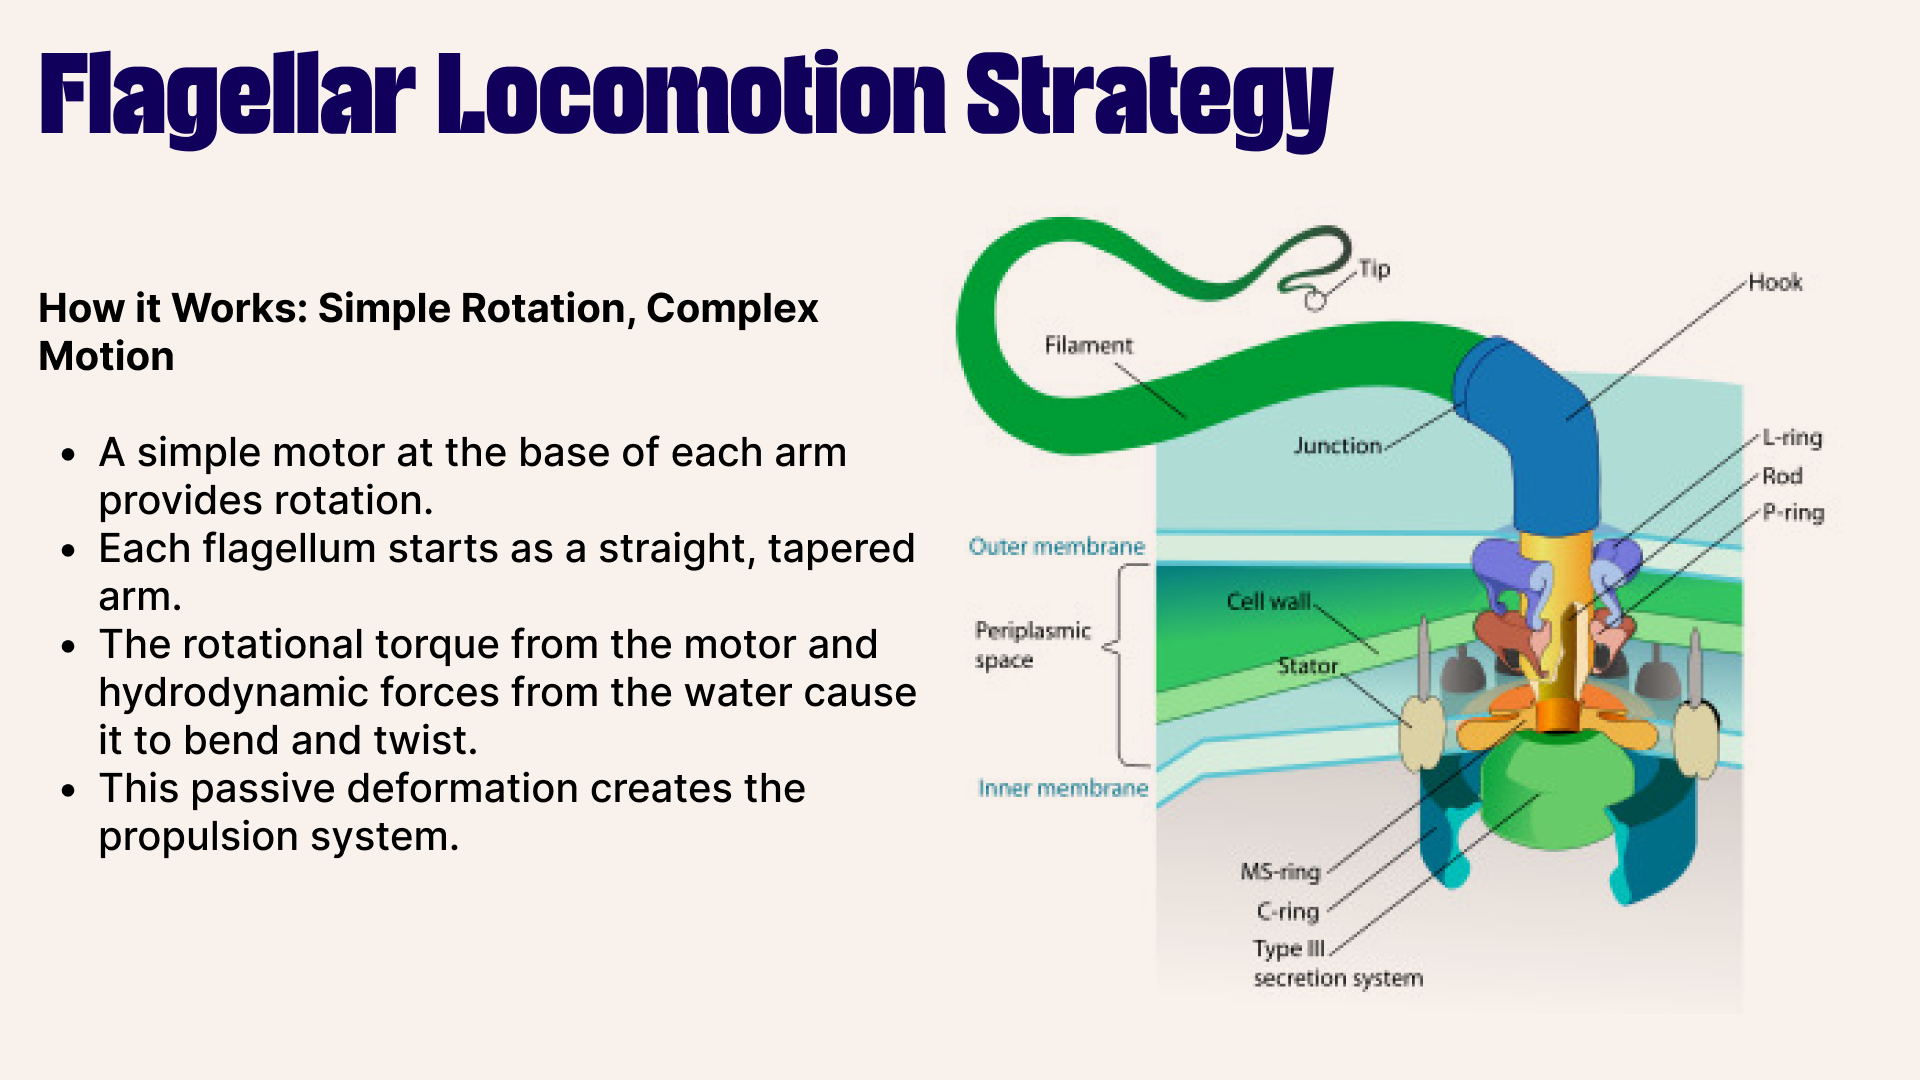 Flagellar Locomotion Strategy
How it Works: Simple Rotation, Complex
Motion
• A simple motor at the base of each arm
provides rotation.
• Each flagellum starts as a straight, tapered
arm.
• The rotational torque from the motor and
hydrodynamic forces from the water cause
it to bend and twist.
• This passive deformation creates the
propulsion system.
Tip
Hook
Filament
Junction
L-ring
Rod
P-ring
Outer membrane
Cell wall
Periplasmic
space
Stator
Inner membrane
MS-ring
C-ring
Type III
secretion system